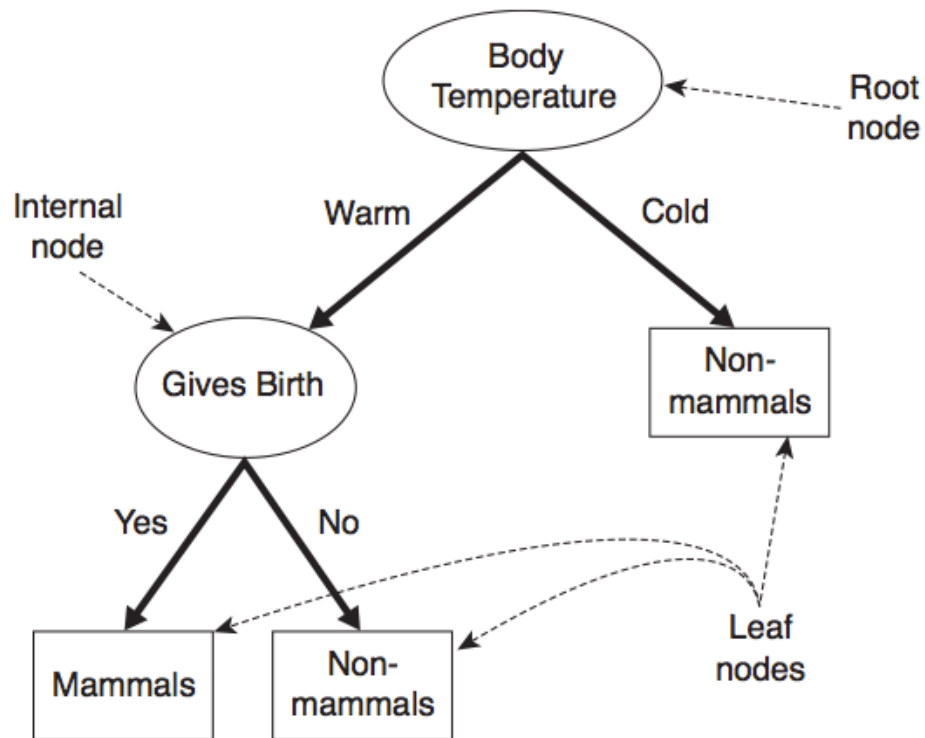 Body
Temperature
Root
node
Internal
node
Warm
Cold
Gives Birth
Non-
mammals
Yes
No
Mammals
Non-
mammals
Leaf
nodes